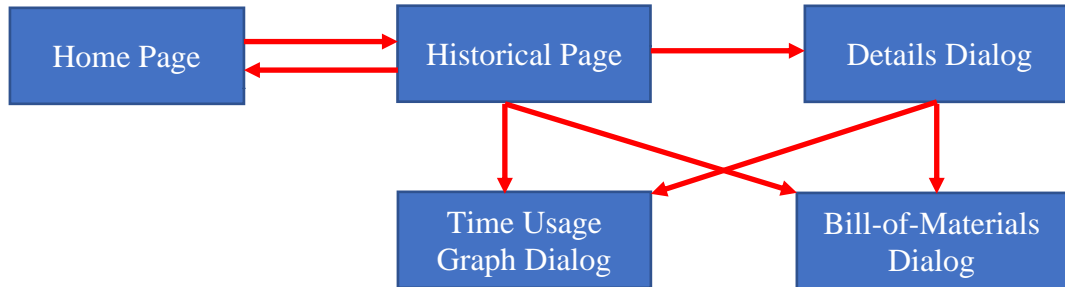 Home Page
Historical Page
Details Dialog
Time Usage
Graph Dialog
Bill-of-Materials
Dialog